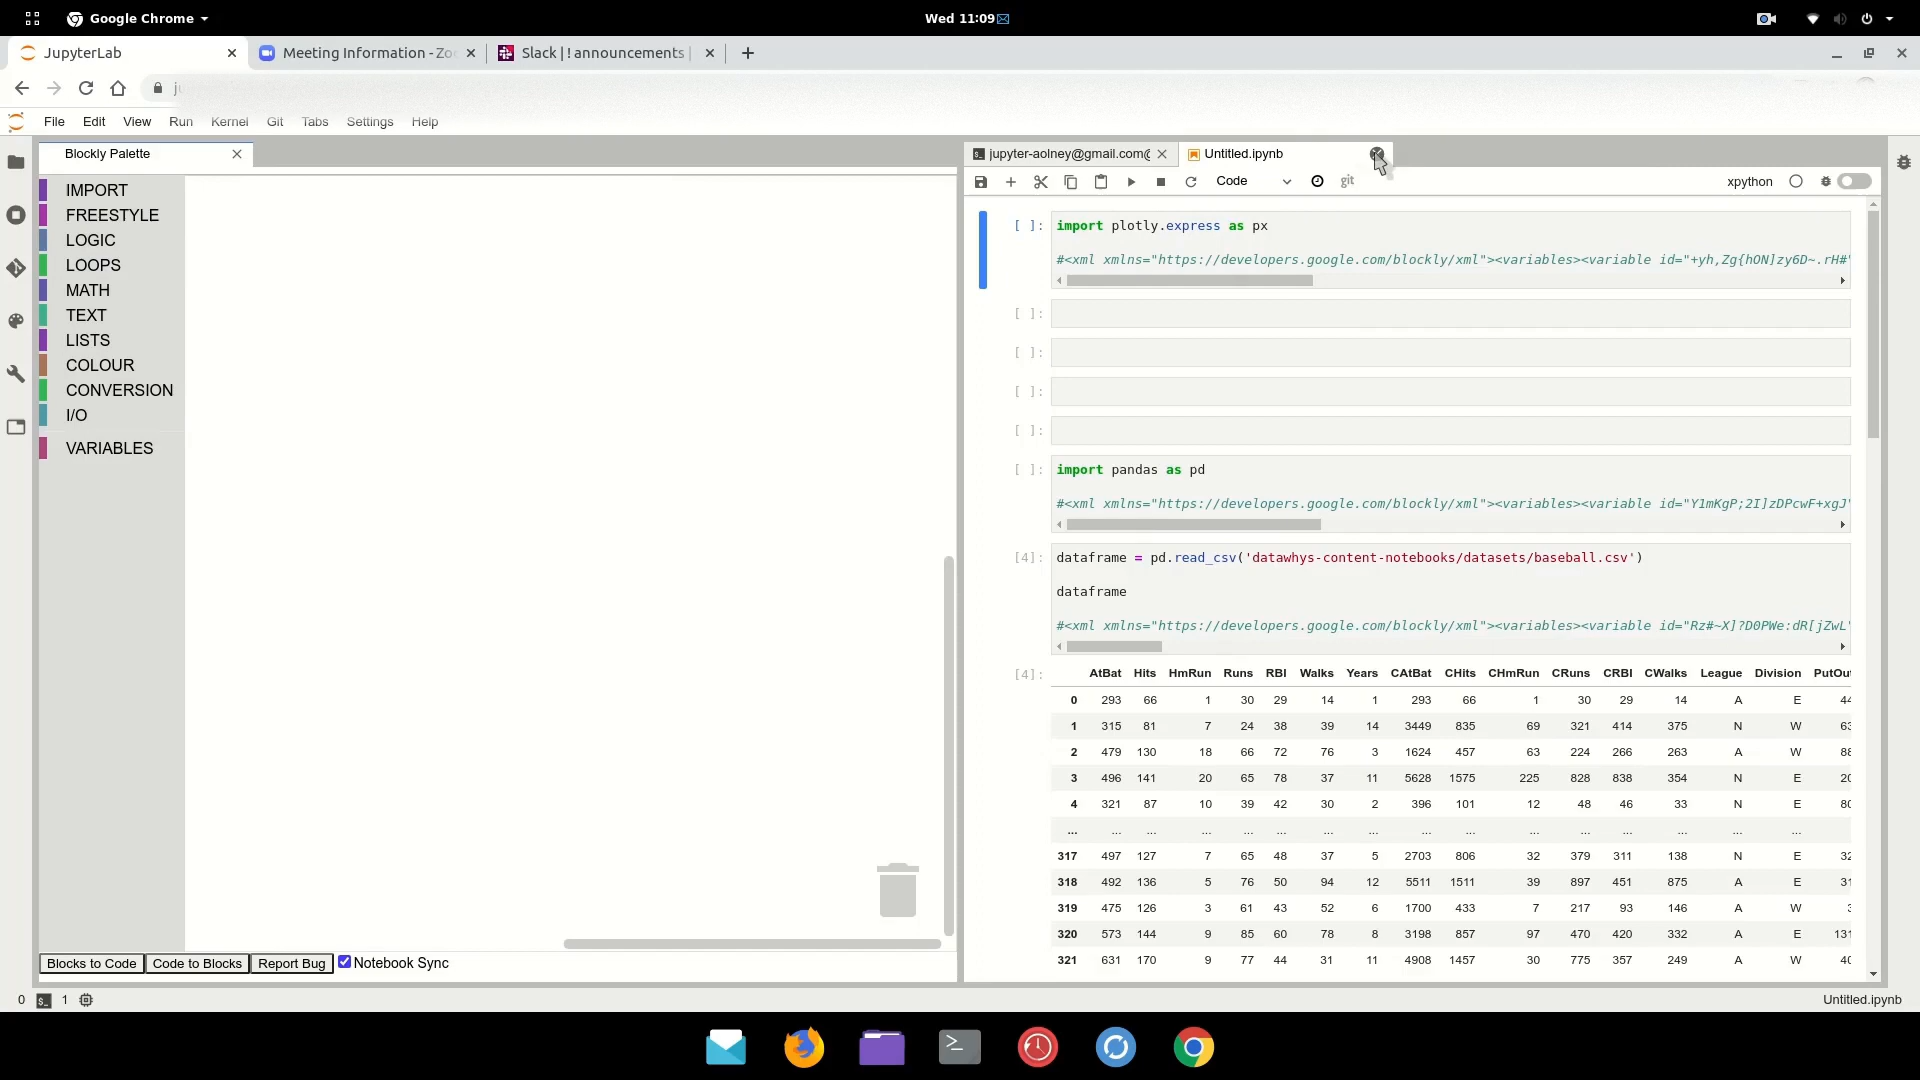 Google Chrome
Wed 11:09
JupyterLab
Meeting Information - Zo
Slack | ! announcements |
File Edit View Run Kernel Git Tabs Settings Help
Blockly Palette
IMPORT
FREESTYLE
LOGIC
LOOPS
MATH
TEXT
LISTS
COLOUR
CONVERSION
I/O
VARIABLES
Blocks to Code Code to Blocks Report Bug Notebook Sync
jupyter-aolney@gmail.com@ Untitled.ipynb
Code git xpython
[ ]: import plotly.express as px
#<xml xmlns="https://developers.google.com/blockly/xml"><variables><variable id="+yh,Zg{hON]zy6D~.rH#"
[ ]:
[ ]:
[ ]:
[ ]:
[ ]: import pandas as pd
#<xml xmlns="https://developers.google.com/blockly/xml"><variables><variable id="Y1mKgP;2I]zDPcwF+xgJ"
[4]: dataframe = pd.read_csv('datawhys-content-notebooks/datasets/baseball.csv')
dataframe
#<xml xmlns="https://developers.google.com/blockly/xml"><variables><variable id="Rz#~X]?D0PWe:dR[jZwL"
[4]: AtBat Hits HmRun Runs RBI Walks Years CAtBat CHits CHmRun CRuns CRBI CWalks League Division PutOu
0 293 66 1 30 29 14 1 293 66 1 30 29 14 A E 44
1 315 81 7 24 38 39 14 3449 835 69 321 414 375 N W 63
2 479 130 18 66 72 76 3 1624 457 63 224 266 263 A W 88
3 496 141 20 65 78 37 11 5628 1575 225 828 838 354 N E 20
4 321 87 10 39 42 30 2 396 101 12 48 46 33 N E 80
... ... ... ... ... ... ... ... ... ... ... ... ... ... ... ...
317 497 127 7 65 48 37 5 2703 806 32 379 311 138 N E 32
318 492 136 5 76 50 94 12 5511 1511 39 897 451 875 A E 31
319 475 126 3 61 43 52 6 1700 433 7 217 93 146 A W 3
320 573 144 9 85 60 78 8 3198 857 97 470 420 332 A E 131
321 631 170 9 77 44 31 11 4908 1457 30 775 357 249 A W 40
0 1 Untitled.ipynb